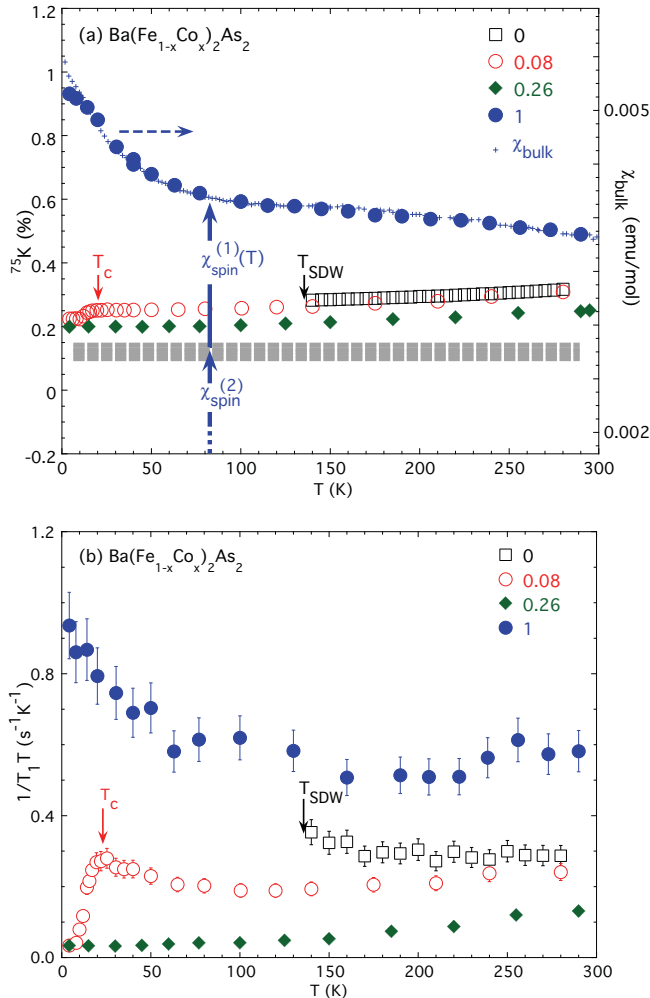 1.2
1
0.8
0.6
0.4
0.2
0
-0.2
⁷⁵K (%)
(a) Ba(Fe₁₋ₓCoₓ)₂As₂
0
0.08
0.26
1
χbulk
0.005
0.002
χbulk (emu/mol)
Tc
χspin⁽¹⁾(T)
TSDW
χspin⁽²⁾
0 50 100 150 200 250 300
T (K)
1.2
0.8
0.4
0.0
1/T₁T (s⁻¹K⁻¹)
(b) Ba(Fe₁₋ₓCoₓ)₂As₂
0
0.08
0.26
1
Tc
TSDW
0 50 100 150 200 250 300
T (K)